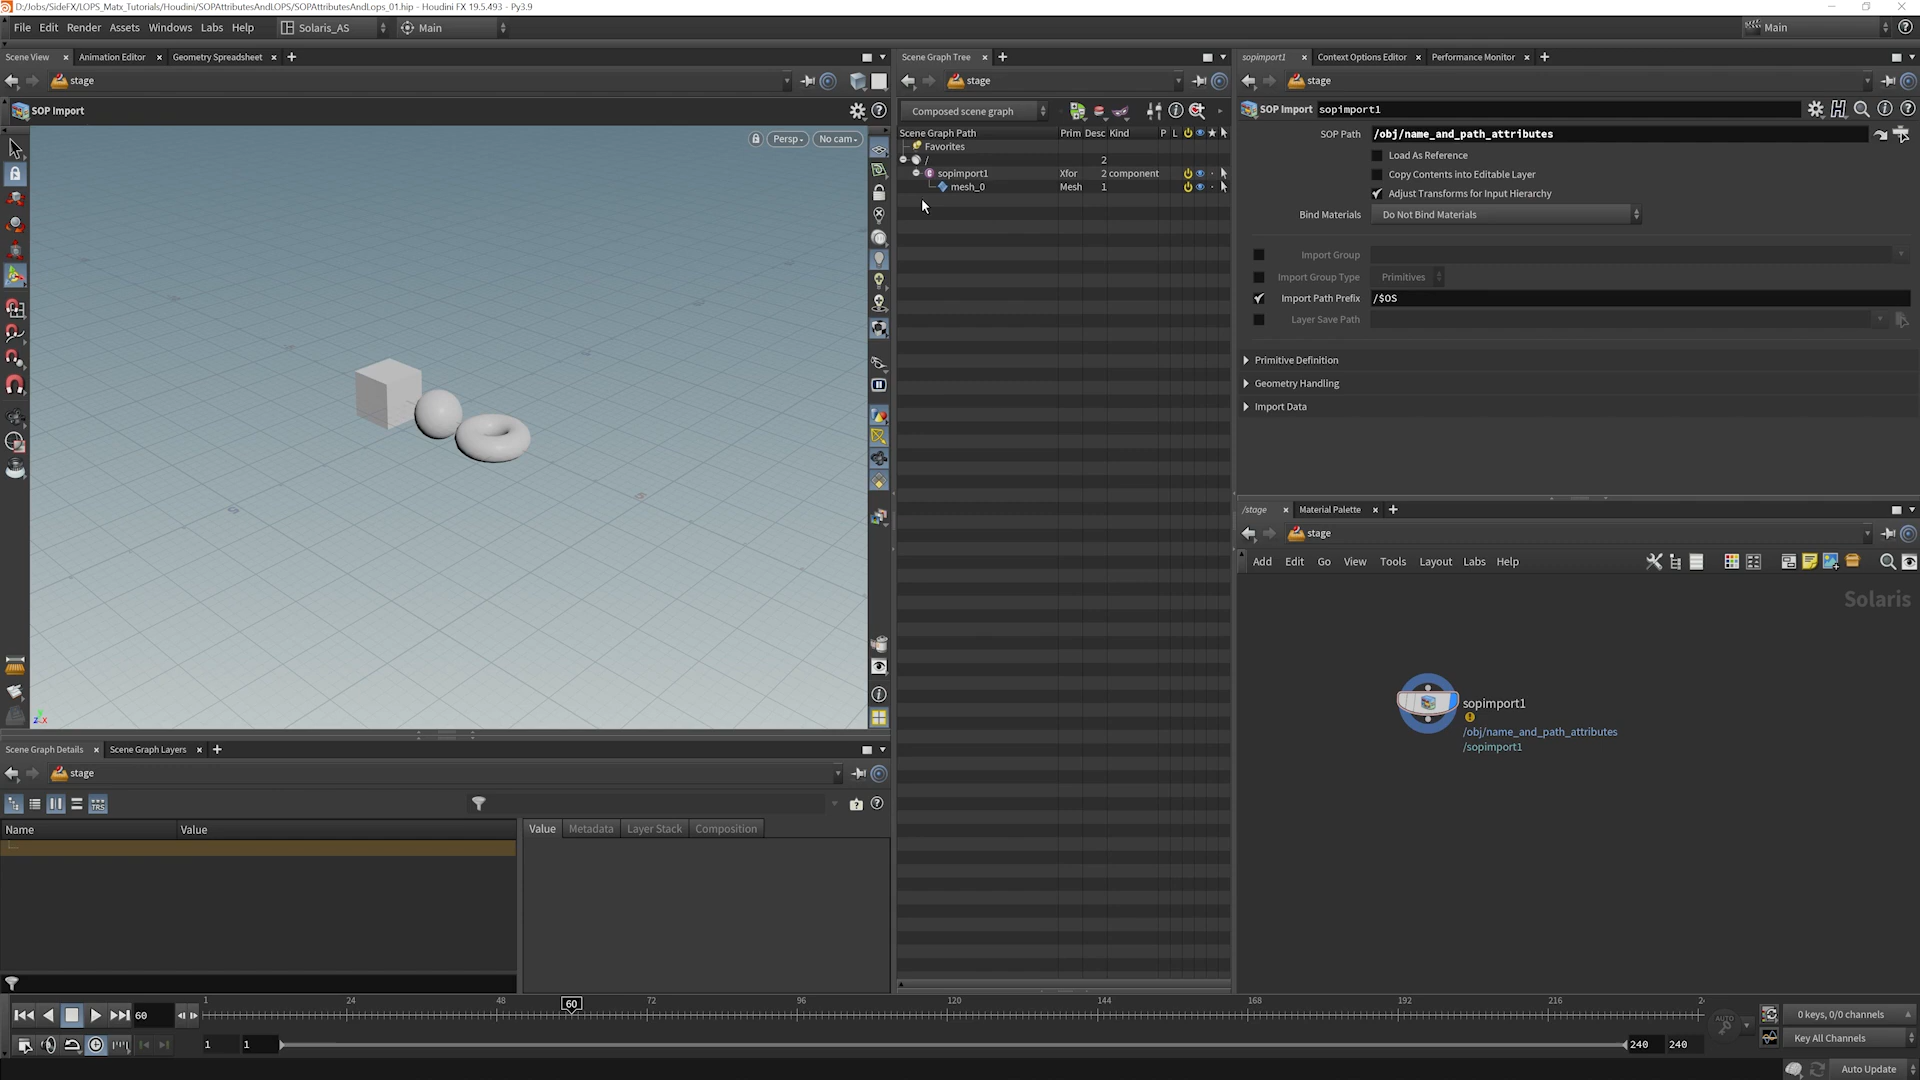 D:/Jobs/SideFX/LOPS_Matx_Tutorials/Houdini/SOPAttributesAndLOPS/SOPAttributesAndLops_01.hip - Houdini FX 19.5.493 - Py3.9
File Edit Render Assets Windows Labs Help Solaris_AS Main Main
Scene View Animation Editor Geometry Spreadsheet
stage
SOP Import
Persp No cam
Scene Graph Tree
stage
Composed scene graph
Scene Graph Path Prim Desc Kind P L
Favorites
/ 2
sopimport1 Xfor 2 component
mesh_0 Mesh 1
sopimport1 Context Options Editor Performance Monitor
stage
SOP Import sopimport1
SOP Path /obj/name_and_path_attributes
Load As Reference
Copy Contents into Editable Layer
Adjust Transforms for Input Hierarchy
Bind Materials Do Not Bind Materials
Import Group
Import Group Type Primitives
Import Path Prefix /$OS
Layer Save Path
Primitive Definition
Geometry Handling
Import Data
/stage Material Palette
stage
Add Edit Go View Tools Layout Labs Help
Solaris
sopimport1
/obj/name_and_path_attributes
/sopimport1
Scene Graph Details Scene Graph Layers
stage
TRS
Name Value
Value Metadata Layer Stack Composition
1 24 48 60 72 96 120 144 168 192 216
60
AUTO
0 keys, 0/0 channels
1 1 240 240
Key All Channels
Auto Update